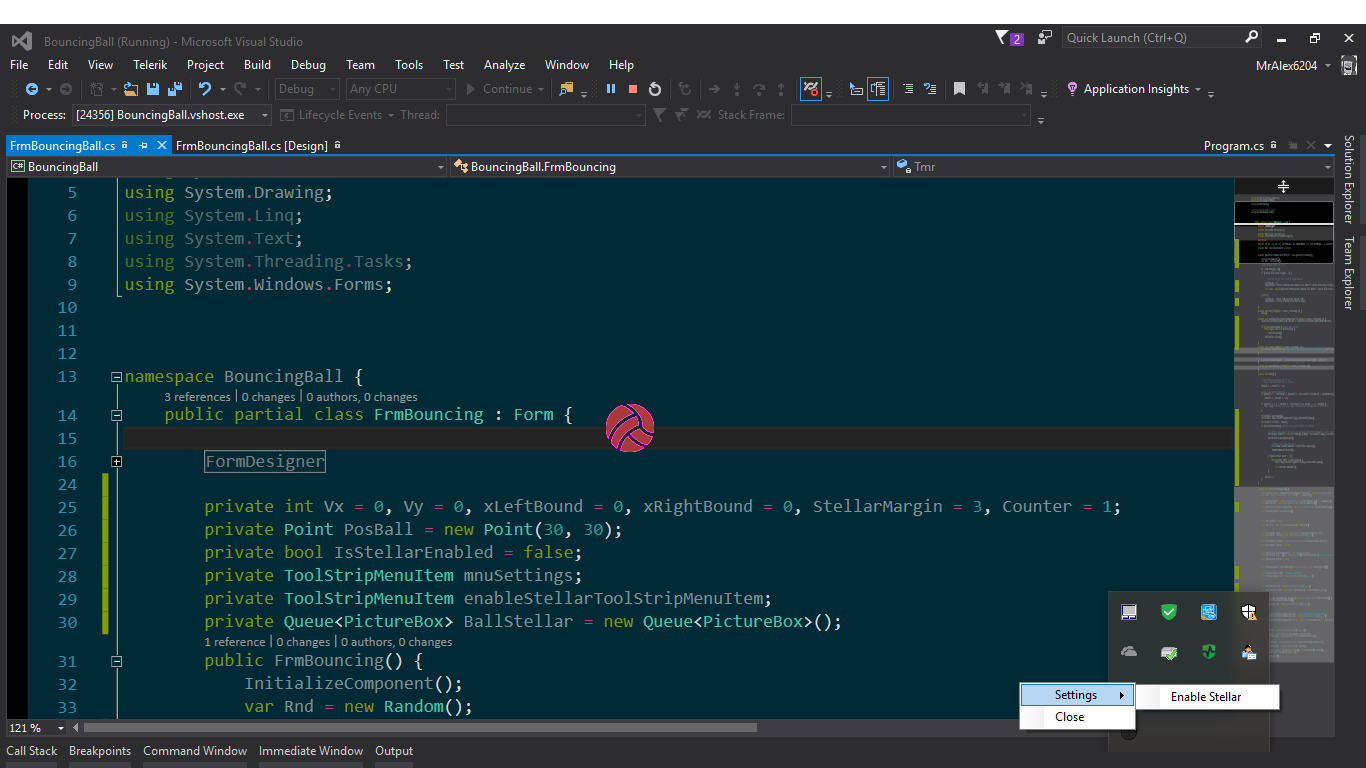 BouncingBall (Running) - Microsoft Visual Studio
2
Quick Launch (Ctrl+Q)
File Edit View Telerik Project Build Debug Team Tools Test Analyze Window Help
MrAlex6204
Debug Any CPU Continue Application Insights
Process: [24356] BouncingBall.vshost.exe Lifecycle Events Thread: Stack Frame:
FrmBouncingBall.cs FrmBouncingBall.cs [Design] Program.cs
C# BouncingBall BouncingBall.FrmBouncing Tmr
5 using System.Drawing;
6 using System.Linq;
7 using System.Text;
8 using System.Threading.Tasks;
9 using System.Windows.Forms;
10
11
12
13 namespace BouncingBall {
3 references | 0 changes | 0 authors, 0 changes
14 public partial class FrmBouncing : Form {
15
16 FormDesigner
24
25 private int Vx = 0, Vy = 0, xLeftBound = 0, xRightBound = 0, StellarMargin = 3, Counter = 1;
26 private Point PosBall = new Point(30, 30);
27 private bool IsStellarEnabled = false;
28 private ToolStripMenuItem mnuSettings;
29 private ToolStripMenuItem enableStellarToolStripMenuItem;
30 private Queue<PictureBox> BallStellar = new Queue<PictureBox>();
1 reference | 0 changes | 0 authors, 0 changes
31 public FrmBouncing() {
32 InitializeComponent();
33 var Rnd = new Random();
Solution Explorer
Team Explorer
Settings
Enable Stellar
Close
121 %
Call Stack Breakpoints Command Window Immediate Window Output